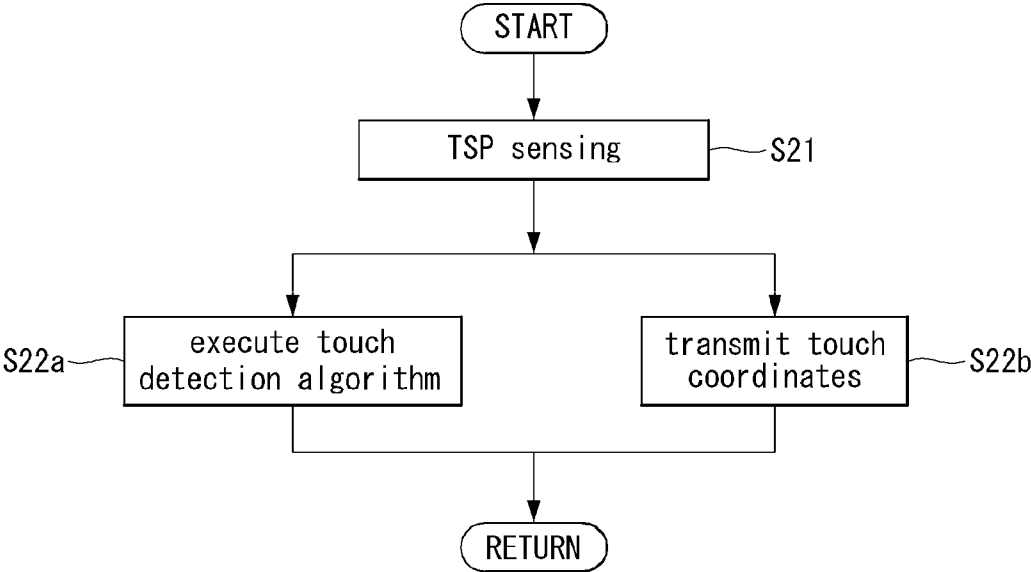 START
TSP sensing
S21
S22a
execute touch
detection algorithm
transmit touch
coordinates
S22b
RETURN